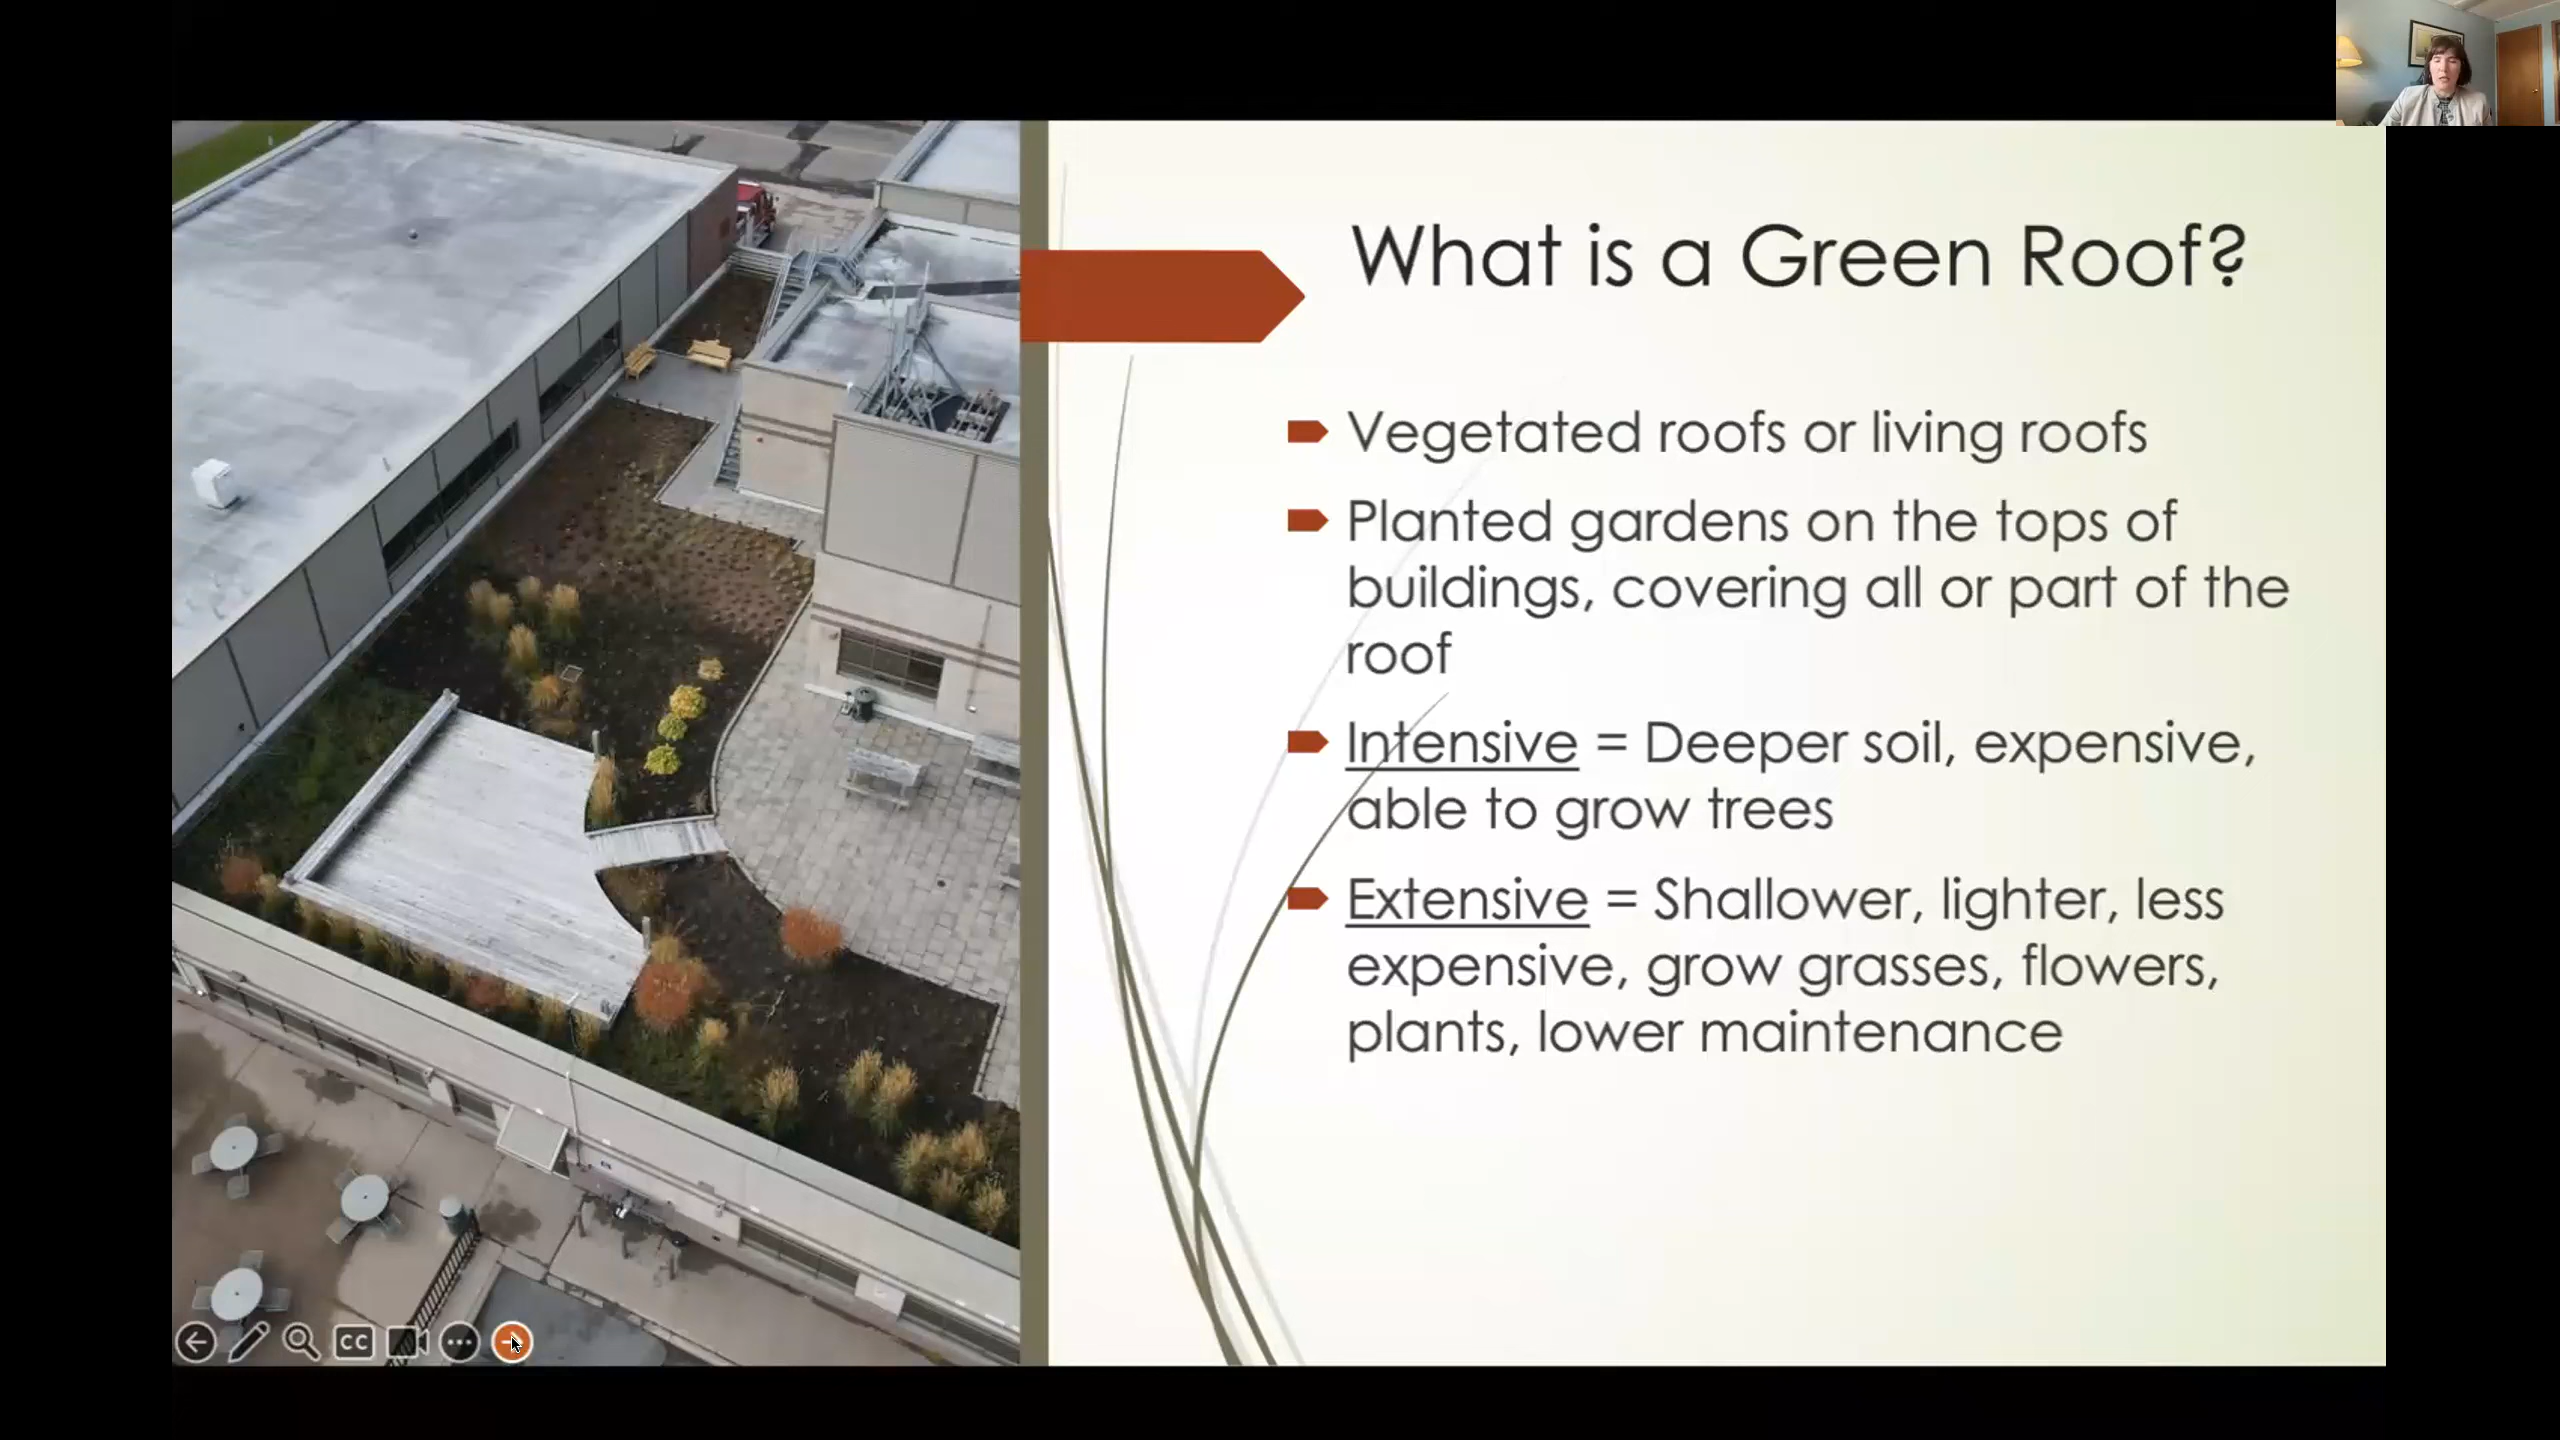 What is a Green Roof?
Vegetated roofs or living roofs
Planted gardens on the tops of
buildings, covering all or part of the
roof
Intensive = Deeper soil, expensive,
able to grow trees
Extensive = Shallower, lighter, less
expensive, grow grasses, flowers,
plants, lower maintenance
CC